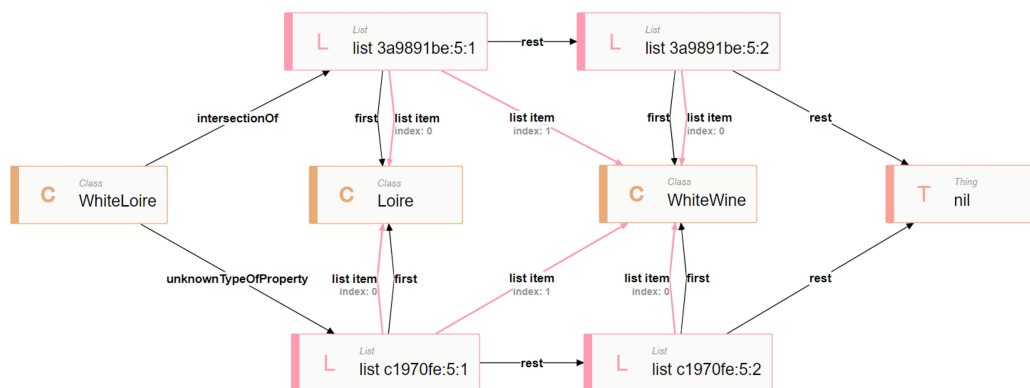 List
L list 3a9891be:5:1
rest
List
L list 3a9891be:5:2
intersectionOf
first
list item
index: 0
list item
index: 1
first
list item
index: 0
rest
Class
C WhiteLoire
Class
C Loire
Class
C WhiteWine
Thing
T nil
unknownTypeOfProperty
list item
index: 0
first
list item
index: 1
list item
index: 0
first
rest
List
L list c1970fe:5:1
rest
List
L list c1970fe:5:2